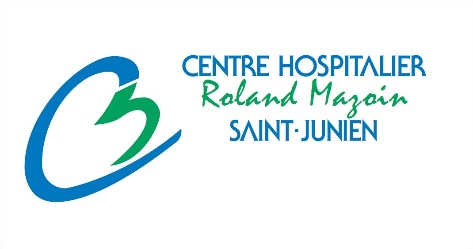 CENTRE HOSPITALIER
Roland Mazoin
SAINT·JUNIEN